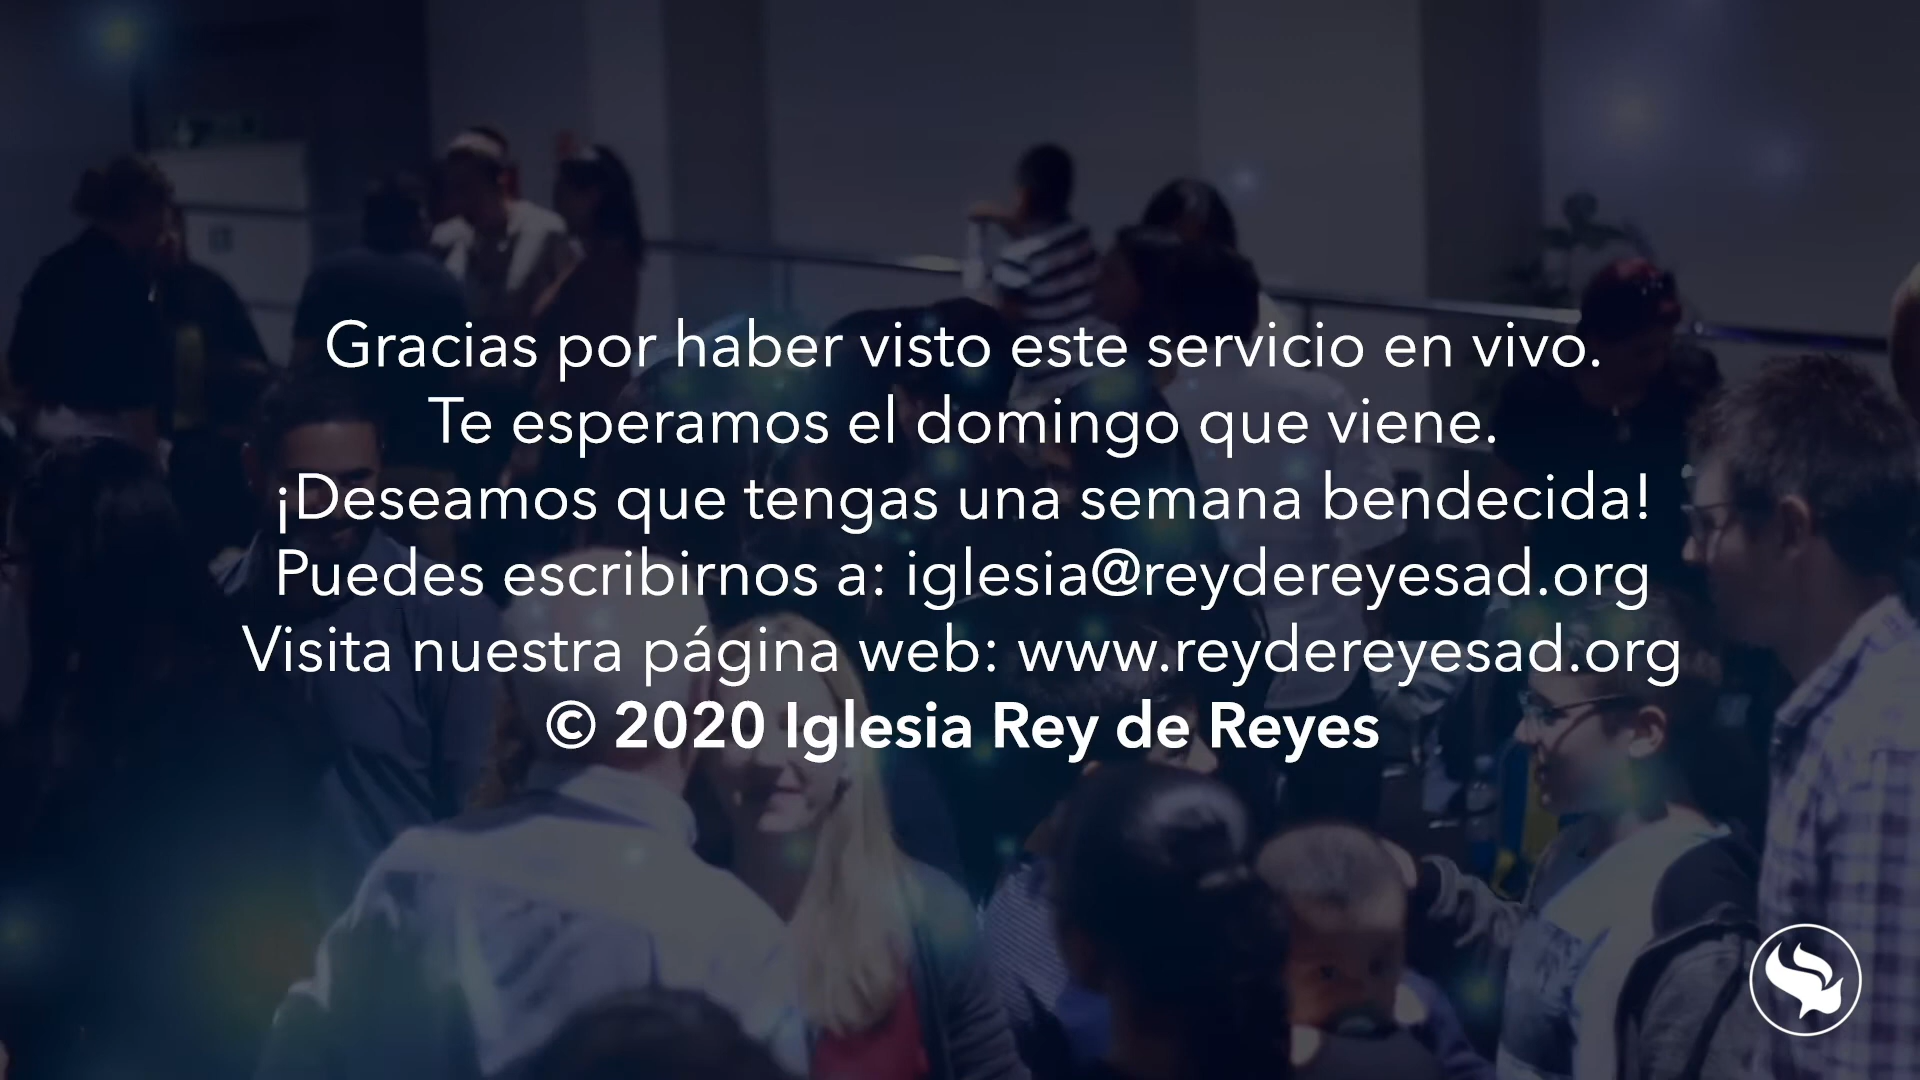 Gracias por haber visto este servicio en vivo.
Te esperamos el domingo que viene.
¡Deseamos que tengas una semana bendecida!
Puedes escribirnos a: iglesia@reydereyesad.org
Visita nuestra página web: www.reydereyesad.org
© 2020 Iglesia Rey de Reyes